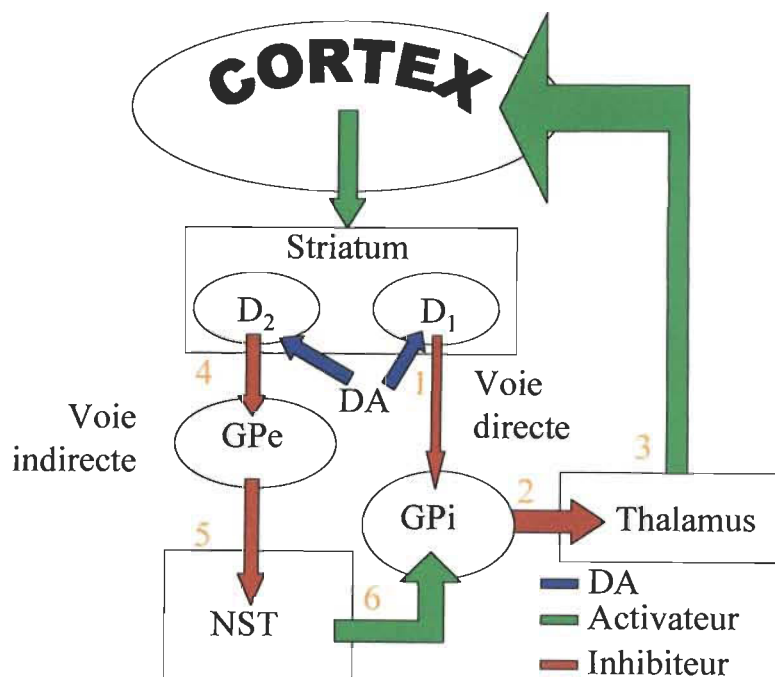 CORTEX
Striatum
D2 D1
4 DA 1
Voie
indirecte
GPe
Voie
directe
3
GPi
2
Thalamus
5
6
NST
DA
Activateur
Inhibiteur